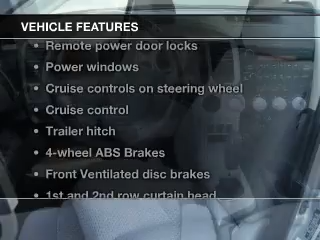 VEHICLE FEATURES
• Remote power door locks
• Power windows
• Cruise controls on steering wheel
• Cruise control
• Trailer hitch
• 4-wheel ABS Brakes
• Front Ventilated disc brakes
• 1st and 2nd row curtain head